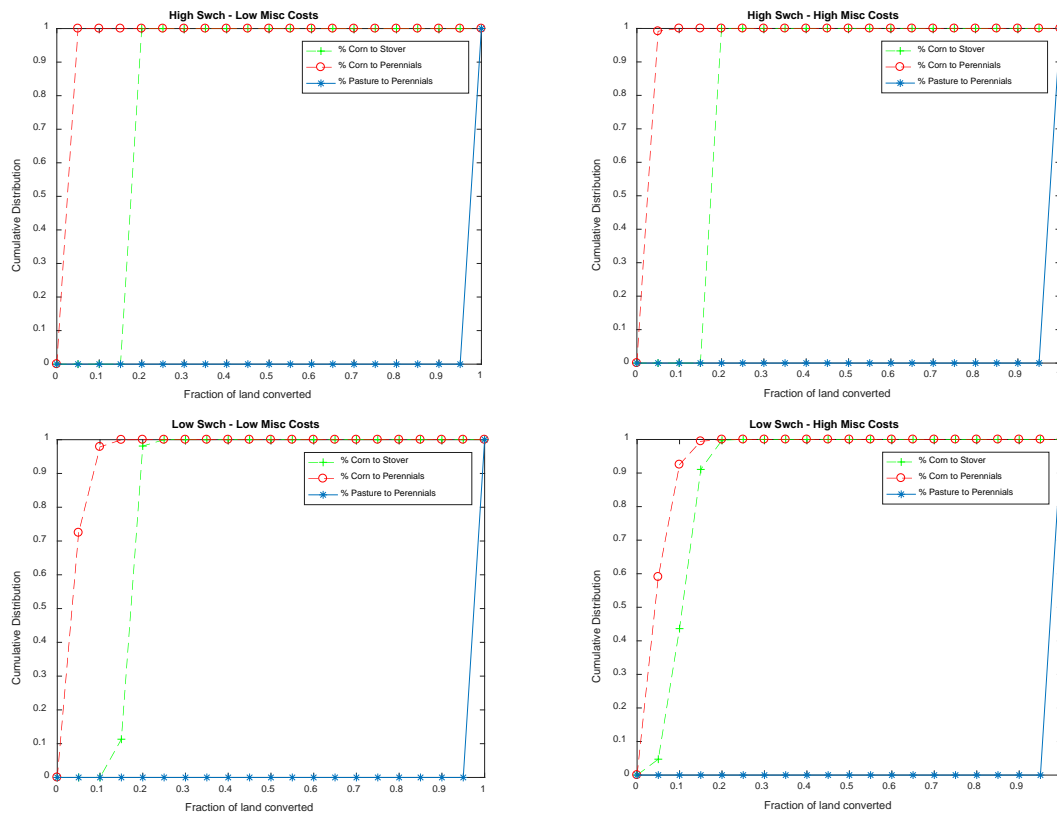 High Swch - Low Misc Costs
1
0.9
0.8
0.7
0.6
0.5
0.4
0.3
0.2
0.1
0
Cumulative Distribution
% Corn to Stover
% Corn to Perennials
% Pasture to Perennials
0 0.1 0.2 0.3 0.4 0.5 0.6 0.7 0.8 0.9 1
Fraction of land converted
High Swch - High Misc Costs
1
0.9
0.8
0.7
0.6
0.5
0.4
0.3
0.2
0.1
0
Cumulative Distribution
% Corn to Stover
% Corn to Perennials
% Pasture to Perennials
0 0.1 0.2 0.3 0.4 0.5 0.6 0.7 0.8 0.9
Fraction of land converted
Low Swch - Low Misc Costs
1
0.9
0.8
0.7
0.6
0.5
0.4
0.3
0.2
0.1
0
Cumulative Distribution
% Corn to Stover
% Corn to Perennials
% Pasture to Perennials
0 0.1 0.2 0.3 0.4 0.5 0.6 0.7 0.8 0.9 1
Fraction of land converted
Low Swch - High Misc Costs
1
0.9
0.8
0.7
0.6
0.5
0.4
0.3
0.2
0.1
0
Cumulative Distribution
% Corn to Stover
% Corn to Perennials
% Pasture to Perennials
0 0.1 0.2 0.3 0.4 0.5 0.6 0.7 0.8 0.9
Fraction of land converted